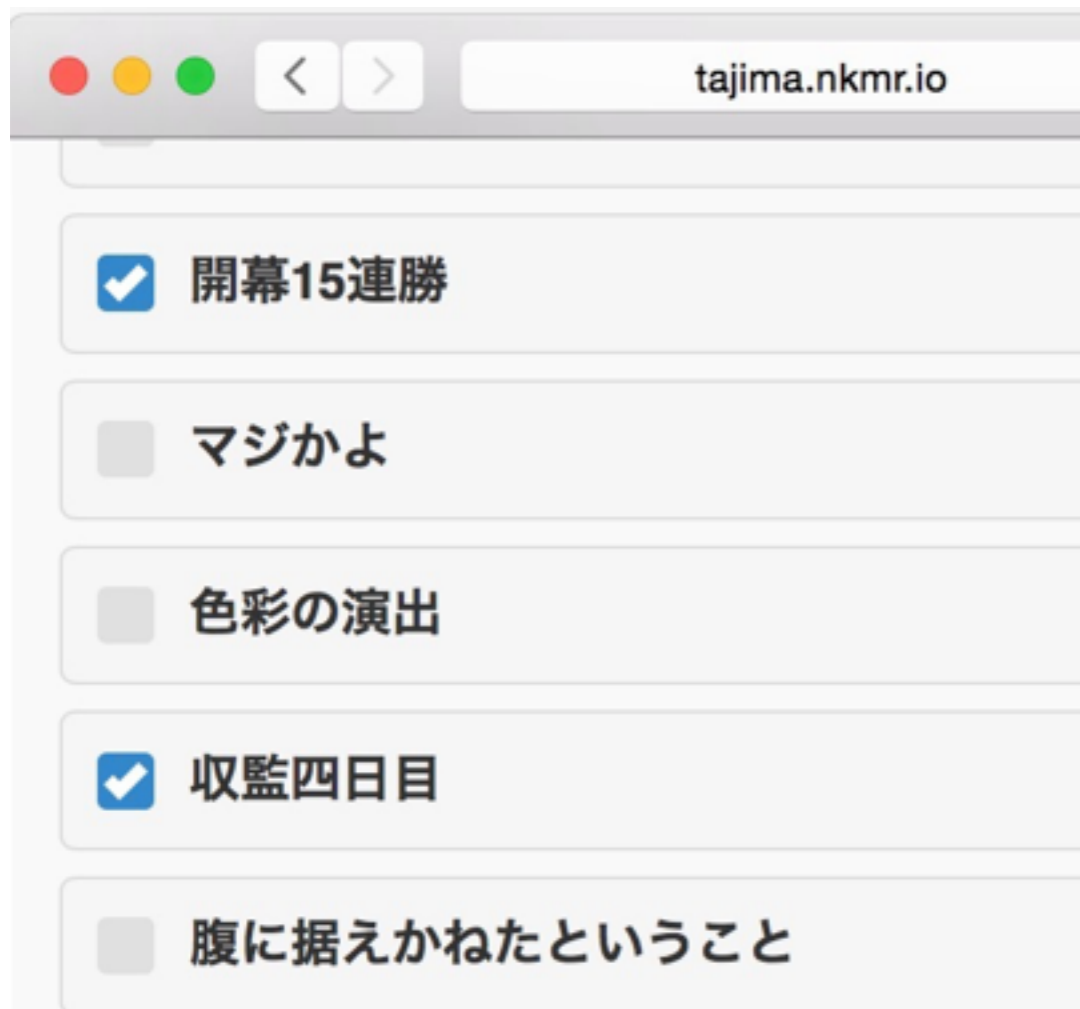 tajima.nkmr.io
開幕15連勝
マジかよ
色彩の演出
収監四日目
腹に据えかねたということ